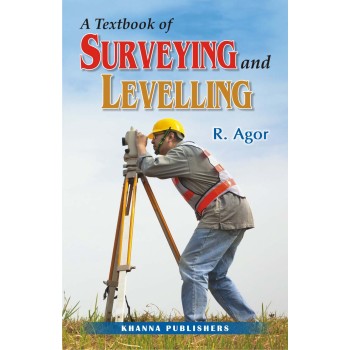 A Textbook of
SURVEYING and
LEVELLING
R. Agor
KHANNA PUBLISHERS